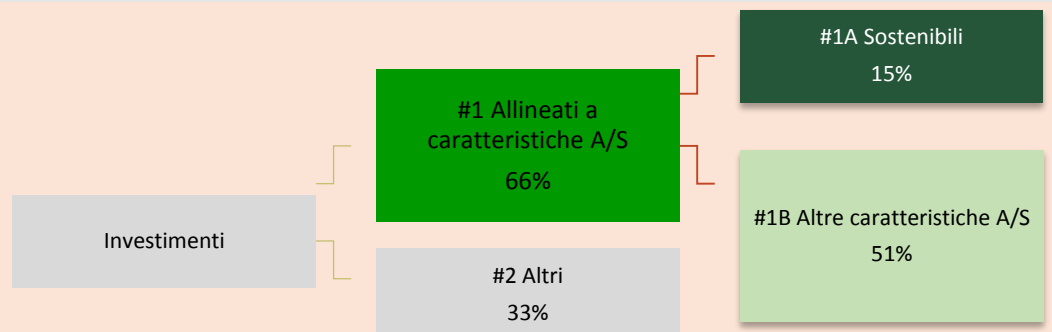 Investimenti
#1 Allineati a
caratteristiche A/S
66%
#2 Altri
33%
#1A Sostenibili
15%
#1B Altre caratteristiche A/S
51%